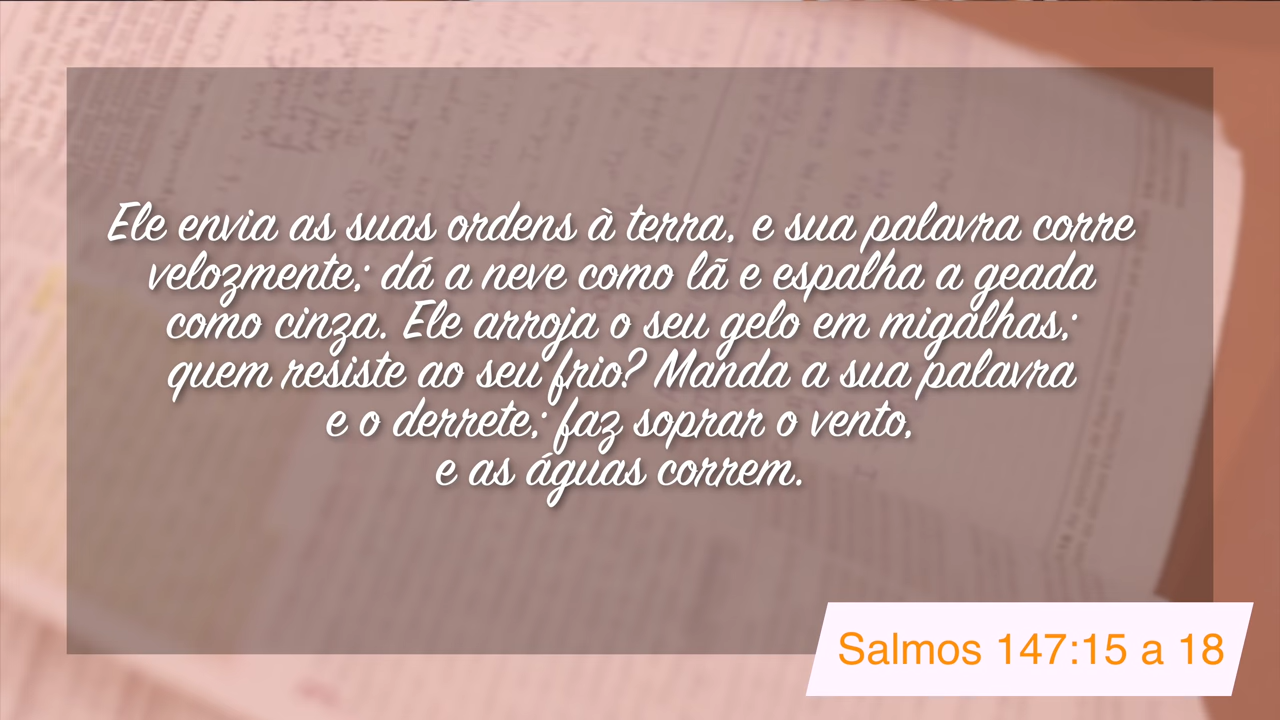 Ele envia as suas ordens à terra, e sua palavra corre
velozmente; dá a neve como lã e espalha a geada
como cinza. Ele arroja o seu gelo em migalhas;
quem resiste ao seu frio? Manda a sua palavra
e o derrete; faz soprar o vento,
e as águas correm.
Salmos 147:15 a 18